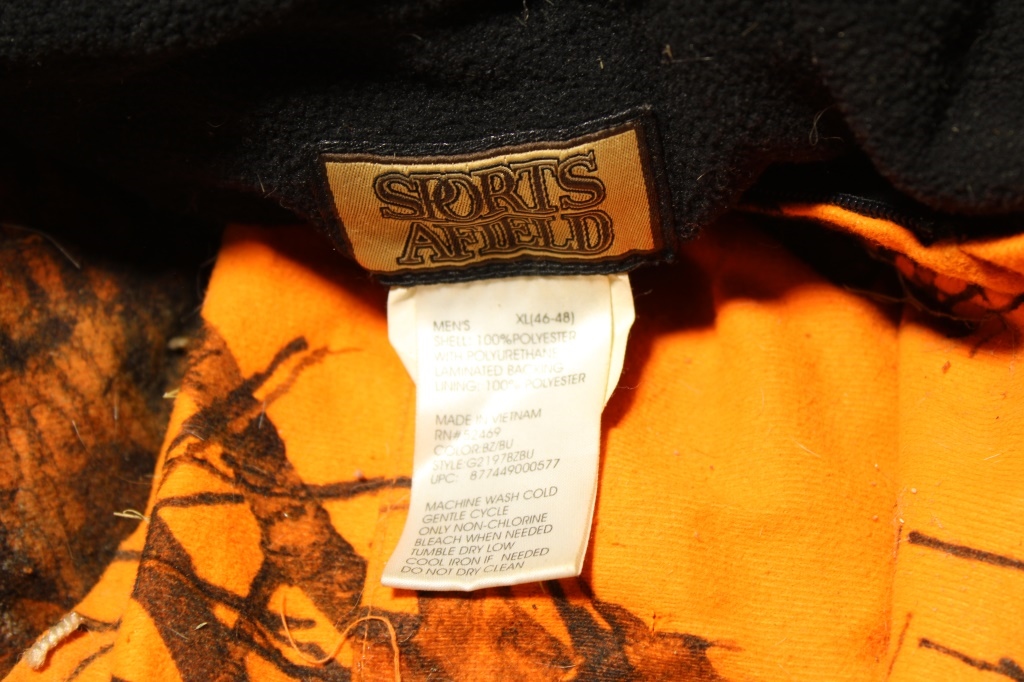 SPORTS
AFIELD
MEN'S XL(46-48)
SHELL: 100%POLYESTER
WITH POLYURETHANE
LAMINATED BACKING
LINING: 100% POLYESTER
MADE IN VIETNAM
RN#52469
COLOR:BZ/BU
STYLE:G21978ZBU
UPC: 877449000577
MACHINE WASH COLD
GENTLE CYCLE
ONLY NON-CHLORINE
BLEACH WHEN NEEDED
TUMBLE DRY LOW
COOL IRON IF NEEDED
DO NOT DRY CLEAN